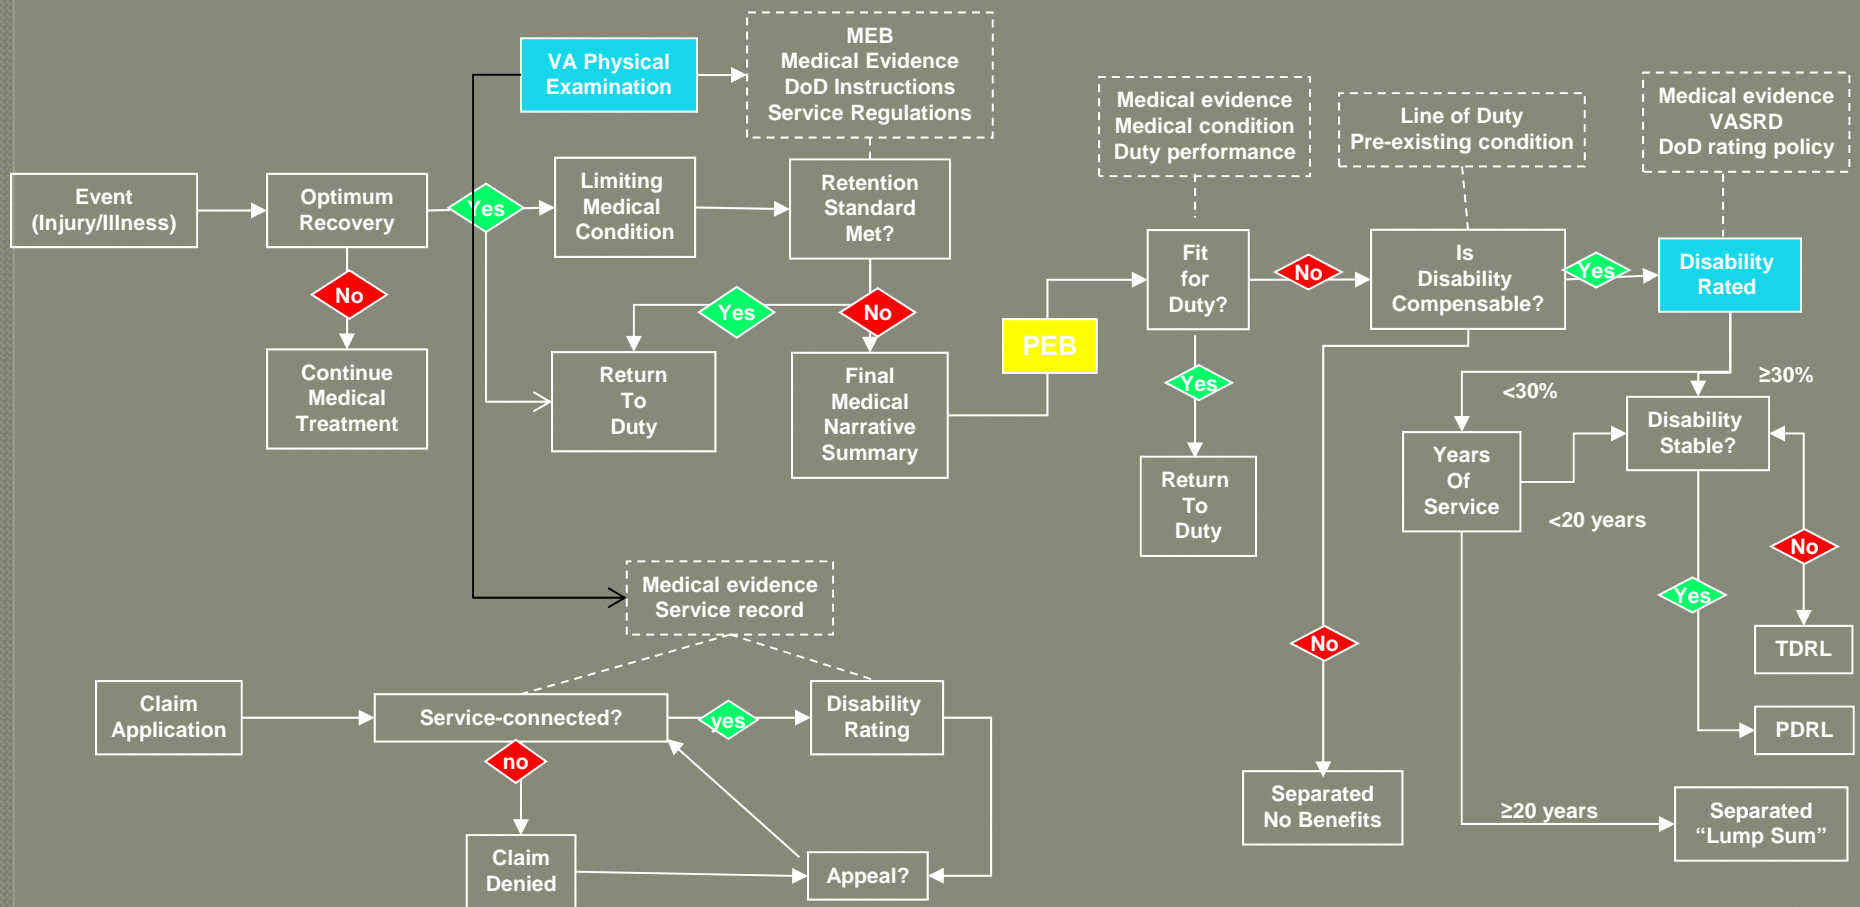 MEB
Medical Evidence
DoD Instructions
Service Regulations
VA Physical
Examination
Medical evidence
Medical condition
Duty performance
Line of Duty
Pre-existing condition
Medical evidence
VASRD
DoD rating policy
Event
(Injury/Illness)
Optimum
Recovery
Yes
Limiting
Medical
Condition
Retention
Standard
Met?
Fit
for
Duty?
No
Is
Disability
Compensable?
Yes
Disability
Rated
No
Yes
No
PEB
Continue
Medical
Treatment
Return
To
Duty
Final
Medical
Narrative
Summary
Yes
Return
To
Duty
<30%
≥30%
Disability
Stable?
Years
Of
Service
<20 years
No
Yes
TDRL
PDRL
No
Separated
No Benefits
≥20 years
Separated
“Lump Sum”
Medical evidence
Service record
Claim
Application
Service-connected?
yes
Disability
Rating
no
Claim
Denied
Appeal?